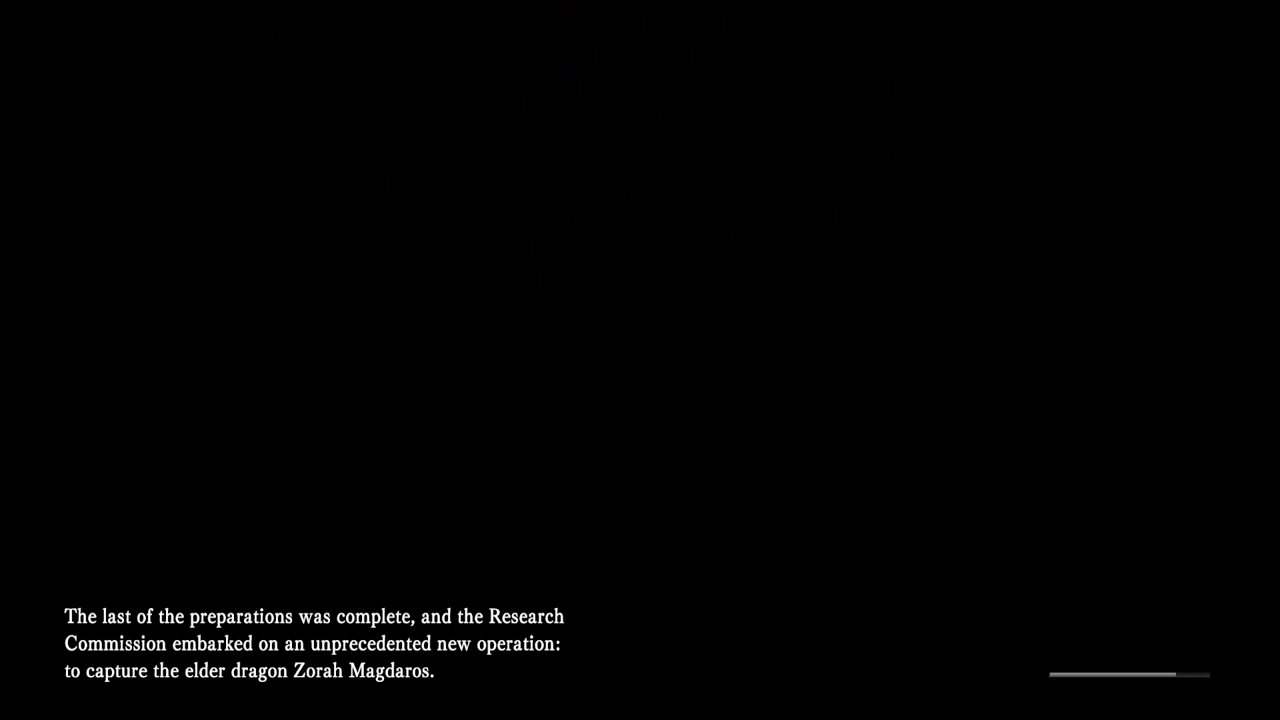 The last of the preparations was complete, and the Research
Commission embarked on an unprecedented new operation:
to capture the elder dragon Zorah Magdaros.